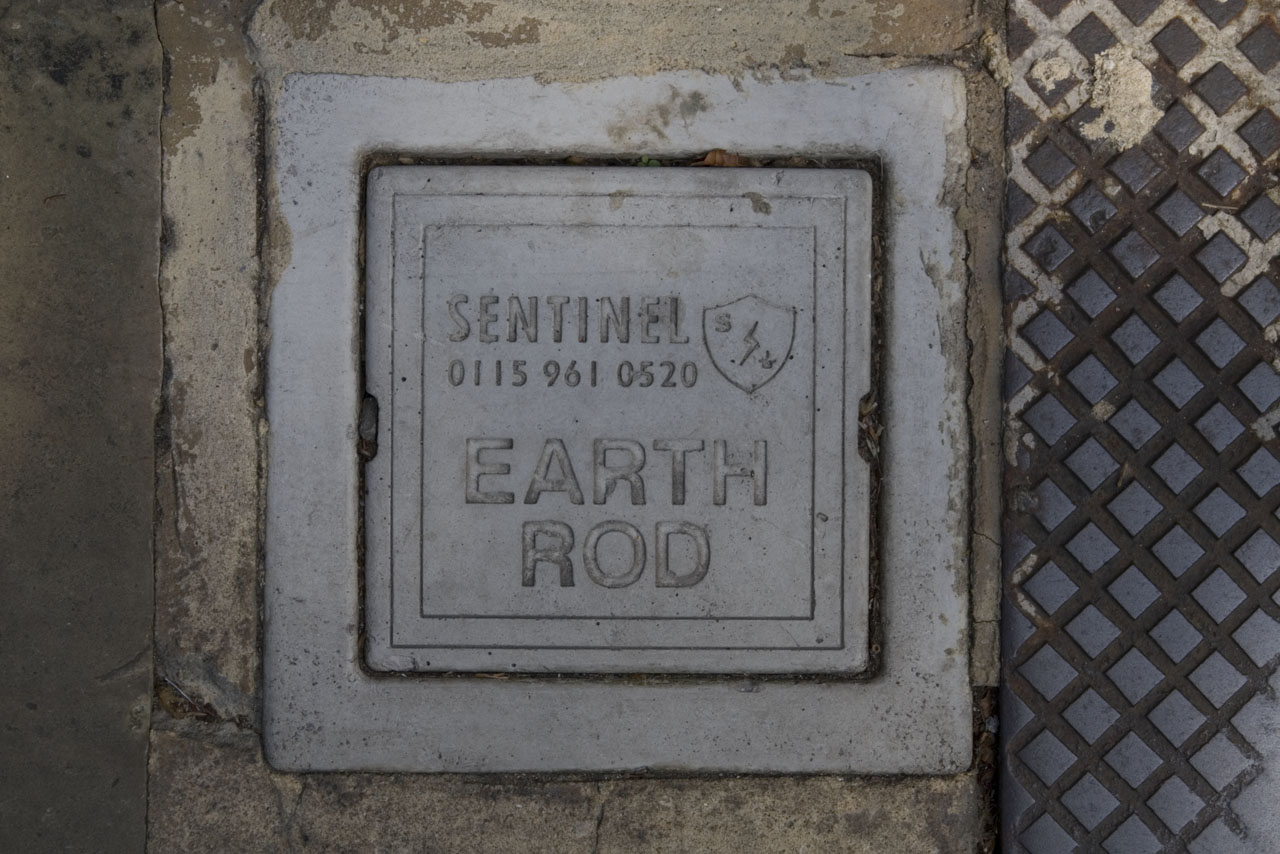 SENTINEL
0115 961 0520
EARTH
ROD